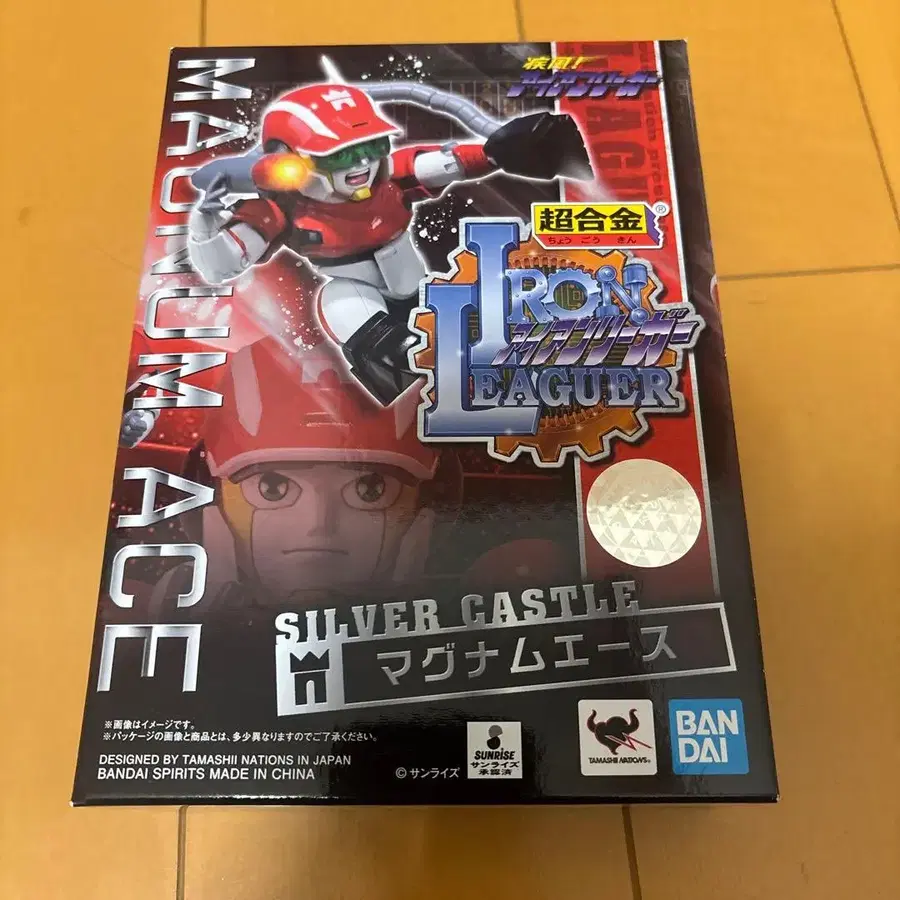 MAGNUM ACE
疾風!
アイアンリーガー
超合金®
ちょう ごう きん
IRON
アイアンリーガー
LEAGUER
SILVER CASTLE
マグナムエース
※画像はイメージです。
※パッケージの画像と商品とは、多少異なりますのでご了承ください。
DESIGNED BY TAMASHII NATIONS IN JAPAN
BANDAI SPIRITS MADE IN CHINA
©サンライズ
SUNRISE
サンライズ
承認済
TAMASHII NATIONS
BAN
DAI